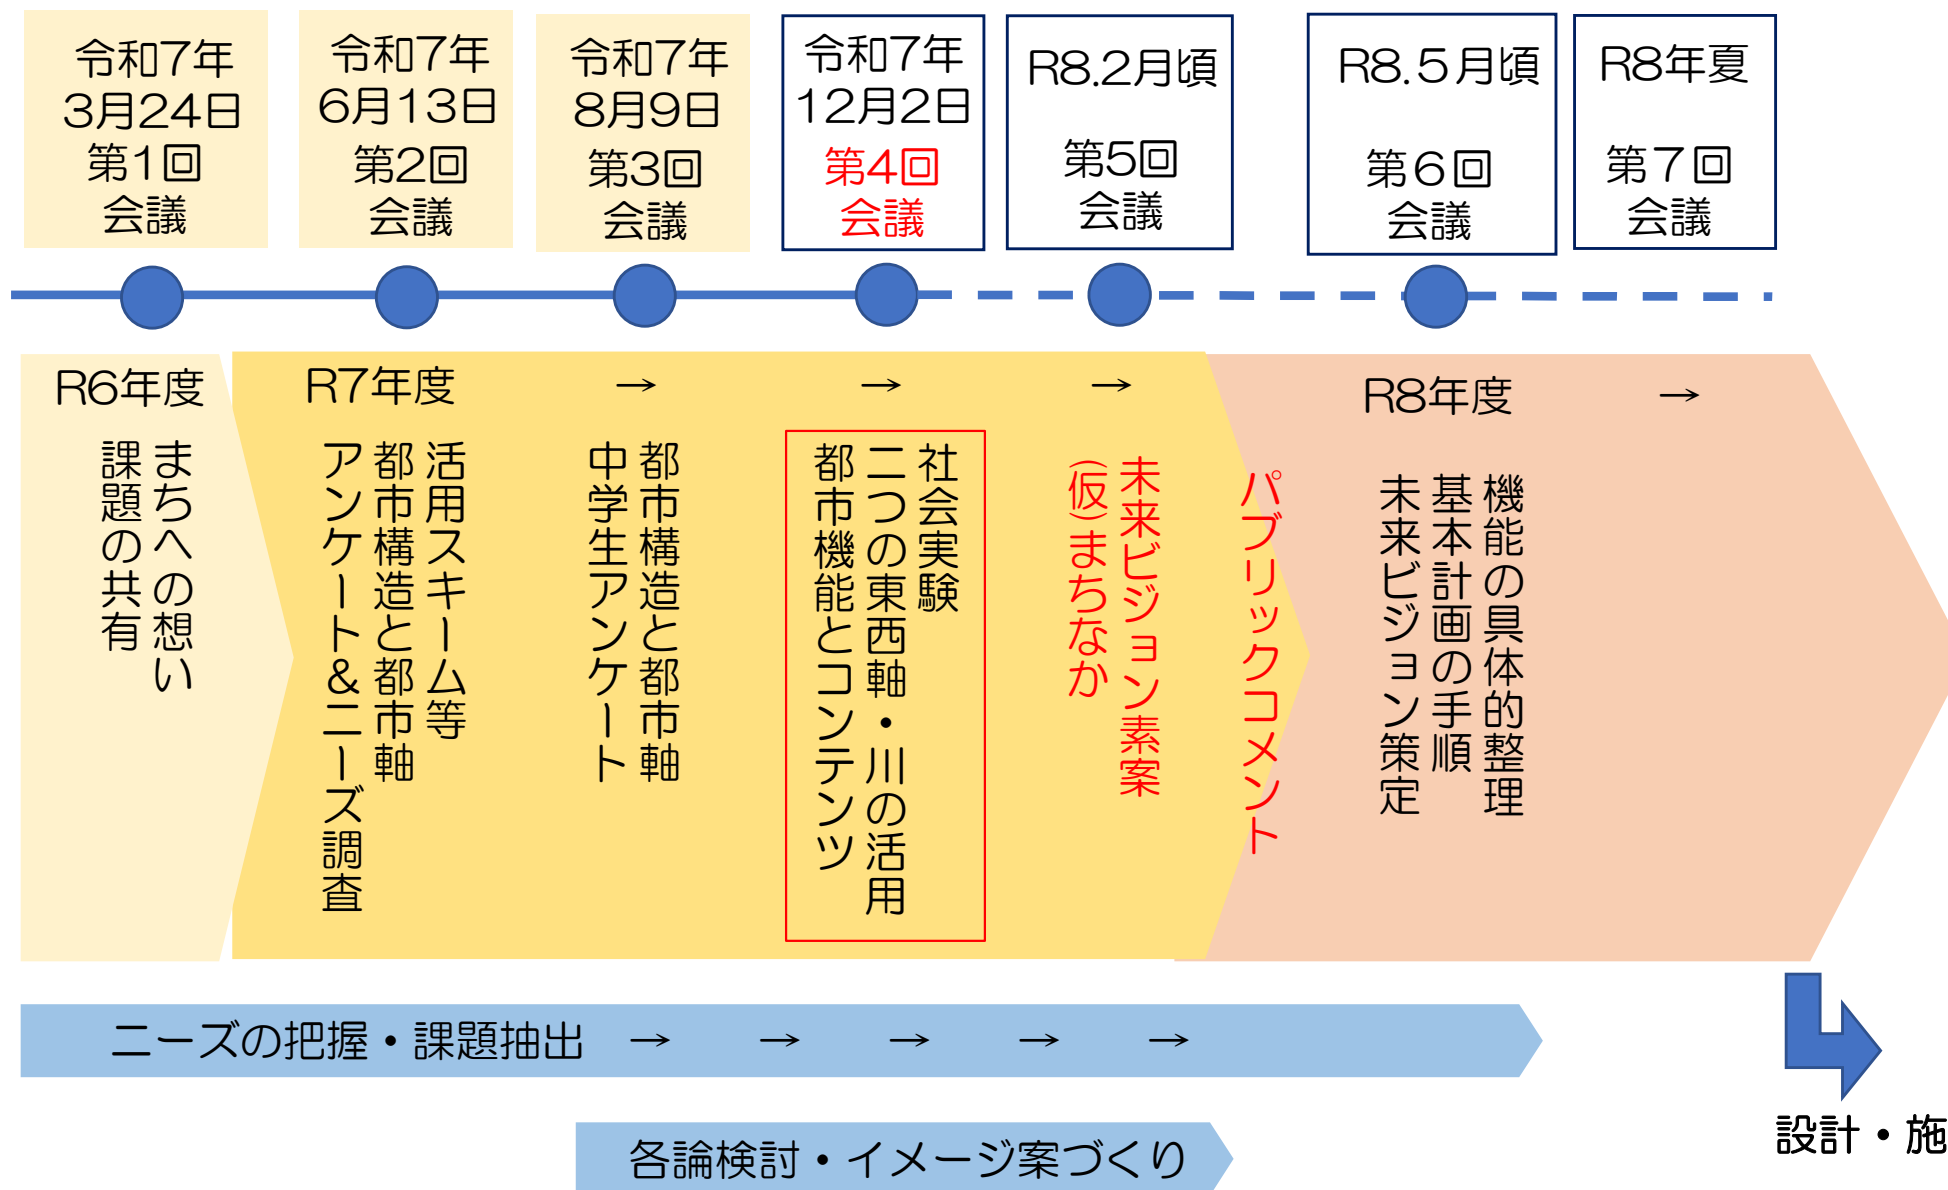 令和7年
3月24日
第1回
会議
令和7年
6月13日
第2回
会議
令和7年
8月9日
第3回
会議
令和7年
12月2日
第4回
会議
R8.2月頃
第5回
会議
R8.5月頃
第6回
会議
R8年夏
第7回
会議
R6年度
まちへの想い
課題の共有
R7年度
活用スキーム等
都市構造と都市軸
アンケート＆ニーズ調査
→
都市構造と都市軸
中学生アンケート
→
社会実験
二つの東西軸・川の活用
都市機能とコンテンツ
→
未来ビジョン素案
(仮)まちなか
パブリックコメント
R8年度
→
機能の具体的整理
基本計画の手順
未来ビジョン策定
ニーズの把握・課題抽出 → → → → →
各論検討・イメージ案づくり
設計・施